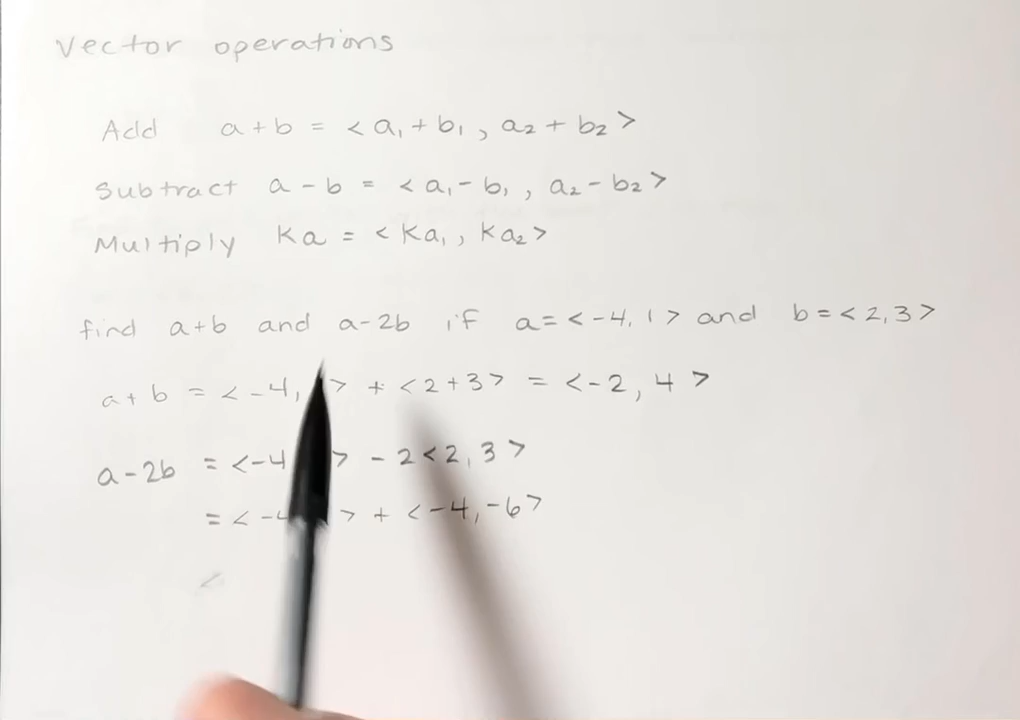 Vector operations
Add a + b = < a₁ + b₁ , a₂ + b₂ >
Subtract a - b = < a₁ - b₁ , a₂ - b₂ >
Multiply Ka = < Ka₁ , Ka₂ >
find a+b and a-2b if a = < -4, 1 > and b = < 2, 3 >
a + b = < -4, > + < 2 + 3 > = < -2, 4 >
a - 2b = < -4 > - 2 < 2, 3 >
= < -4 > + < -4, -6 >
<